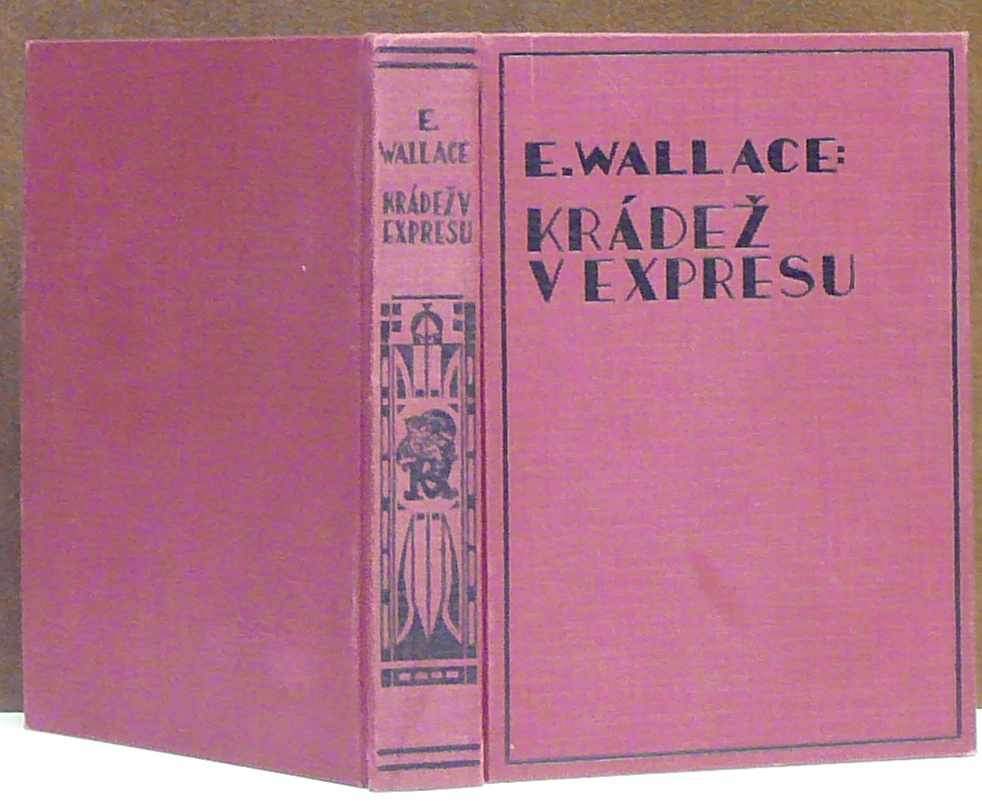 E.
WALLACE
KRÁDEŽ V
EXPRESU
E. WALLACE:
KRÁDEŽ
V EXPRESU